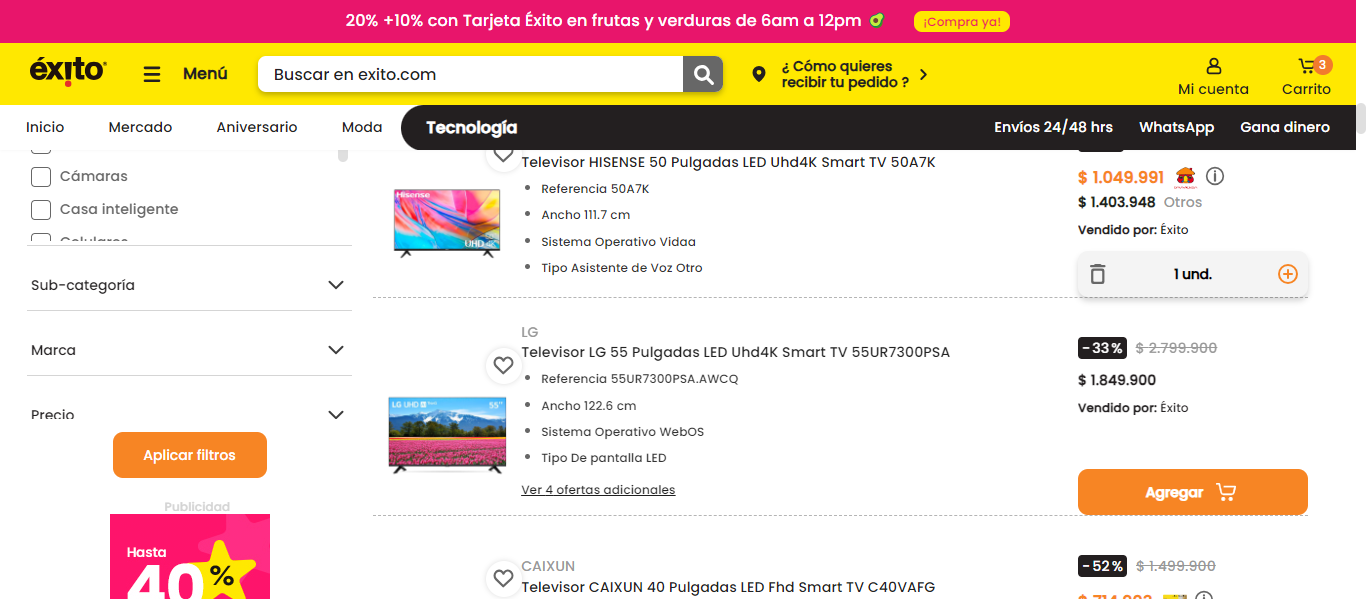 20% +10% con Tarjeta Éxito en frutas y verduras de 6am a 12pm
¡Compra ya!
éxito
Menú
Buscar en exito.com
¿ Cómo quieres
recibir tu pedido ?
Mi cuenta
3
Carrito
Inicio
Mercado
Aniversario
Moda
Tecnología
Envíos 24/48 hrs
WhatsApp
Gana dinero
Cámaras
Casa inteligente
Celulares
Sub-categoría
Marca
Precio
Aplicar filtros
Publicidad
Hasta
40%
Hisense
UHD 4K
Televisor HISENSE 50 Pulgadas LED Uhd4K Smart TV 50A7K
Referencia 50A7K
Ancho 111.7 cm
Sistema Operativo Vidaa
Tipo Asistente de Voz Otro
$ 1.049.991
$ 1.403.948 Otros
Vendido por: Éxito
1 und.
LG
Televisor LG 55 Pulgadas LED Uhd4K Smart TV 55UR7300PSA
LG UHD
55"
Referencia 55UR7300PSA.AWCQ
Ancho 122.6 cm
Sistema Operativo WebOS
Tipo De pantalla LED
Ver 4 ofertas adicionales
-33% $ 2.799.900
$ 1.849.900
Vendido por: Éxito
Agregar
CAIXUN
Televisor CAIXUN 40 Pulgadas LED Fhd Smart TV C40VAFG
-52% $ 1.499.900